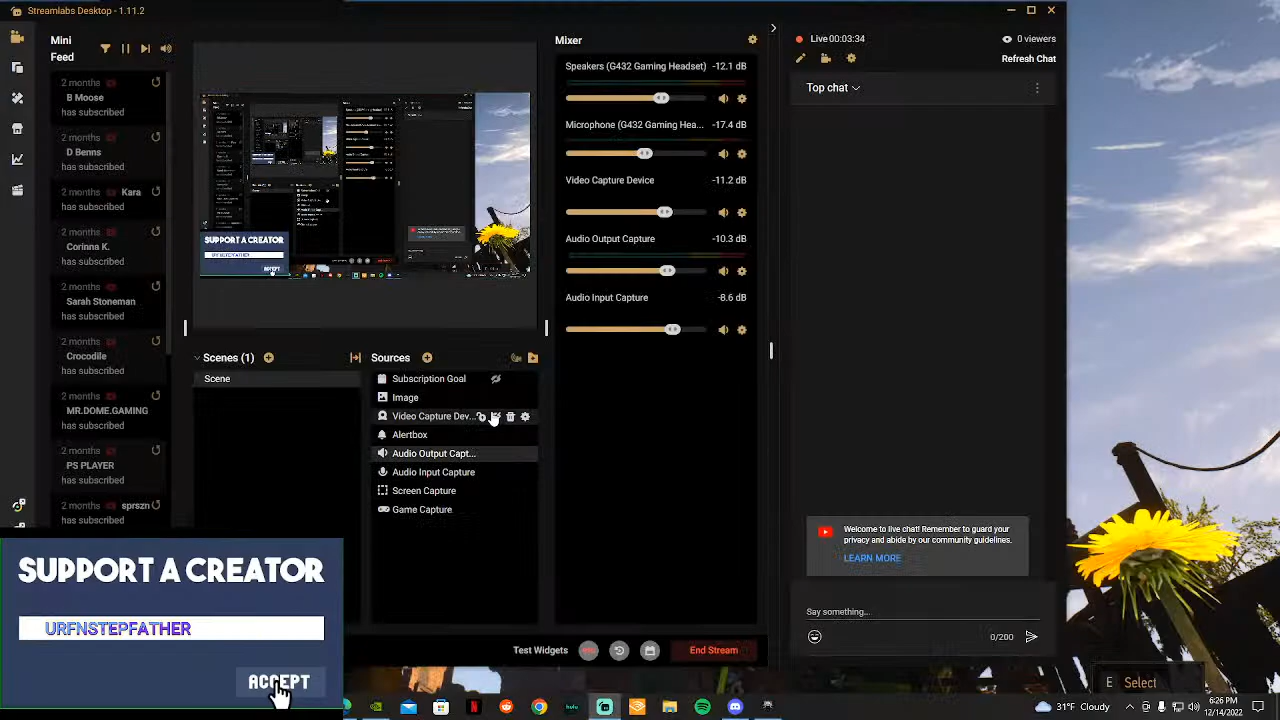 Streamlabs Desktop - 1.11.2
Mini
Feed
2 months
B Moose
has subscribed
2 months
D Benns
has subscribed
2 months Kara
has subscribed
2 months
Corinna K.
has subscribed
2 months
Sarah Stoneman
has subscribed
2 months
Crocodile
has subscribed
2 months
MR.DOME.GAMING
has subscribed
2 months
PS PLAYER
has subscribed
2 months sprszn
has subscribed
Scenes (1)
Scene
Sources
Subscription Goal
Image
Video Capture Dev...
Alertbox
Audio Output Capt...
Audio Input Capture
Screen Capture
Game Capture
Mixer
Speakers (G432 Gaming Headset) -12.1 dB
Microphone (G432 Gaming Hea... -17.4 dB
Video Capture Device -11.2 dB
Audio Output Capture -10.3 dB
Audio Input Capture -8.6 dB
Test Widgets
REC
End Stream
Live 00:03:34
0 viewers
Refresh Chat
Top chat
Welcome to live chat! Remember to guard your
privacy and abide by our community guidelines.
LEARN MORE
Say something...
0/200
SUPPORT A CREATOR
URFNSTEPFATHER
ACCEPT
SUPPORT A CREATOR
URFNSTEPFATHER
ACCEPT
E Select
hulu
31°F Cloudy
6:26 PM
12/14/2022